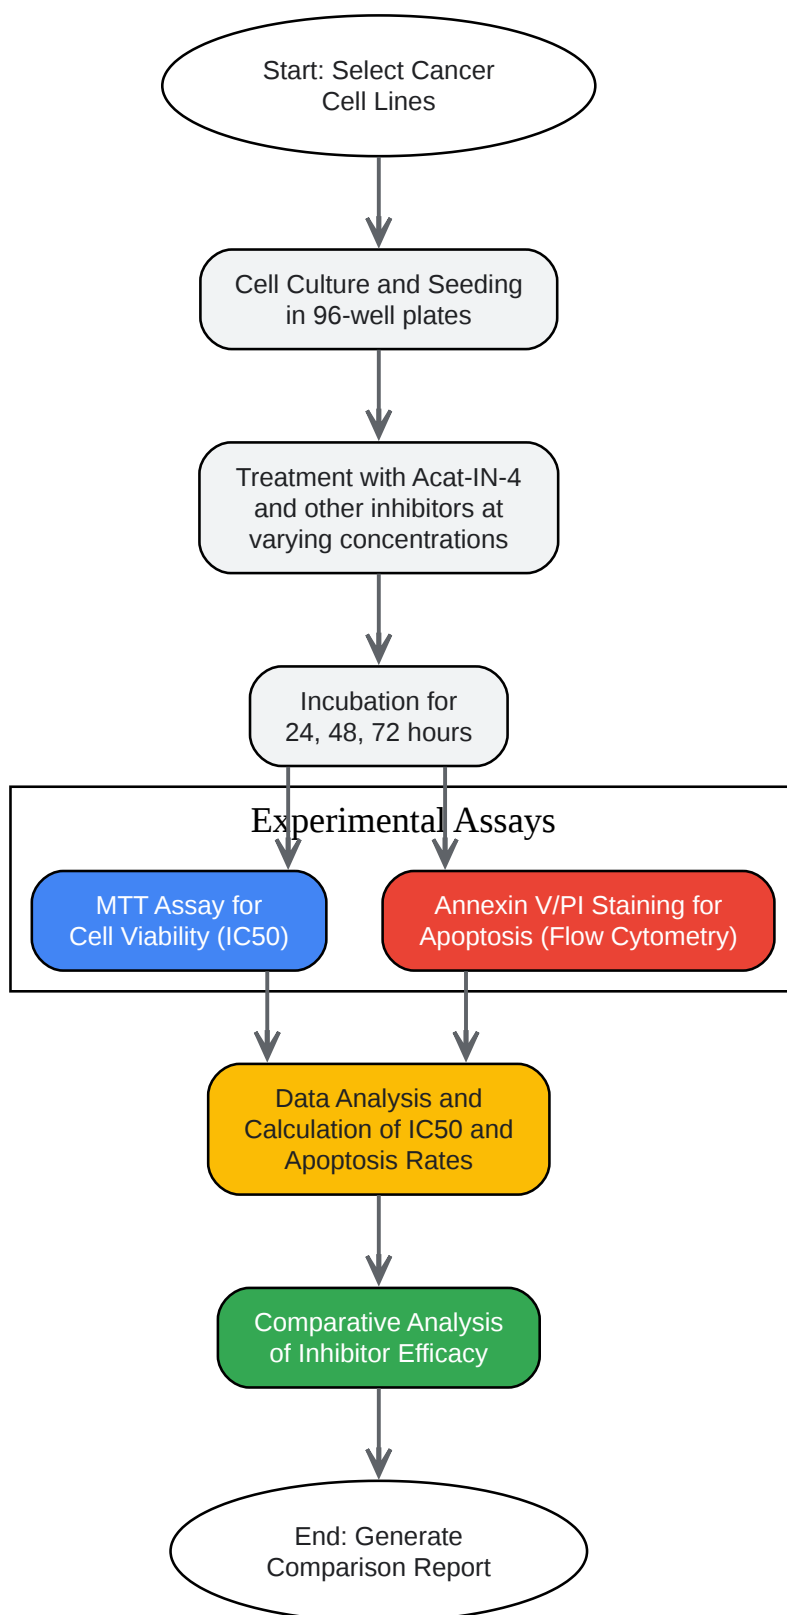 Start: Select Cancer
Cell Lines
Cell Culture and Seeding
in 96-well plates
Treatment with Acat-IN-4
and other inhibitors at
varying concentrations
Incubation for
24, 48, 72 hours
Experimental Assays
MTT Assay for
Cell Viability (IC50)
Annexin V/PI Staining for
Apoptosis (Flow Cytometry)
Data Analysis and
Calculation of IC50 and
Apoptosis Rates
Comparative Analysis
of Inhibitor Efficacy
End: Generate
Comparison Report